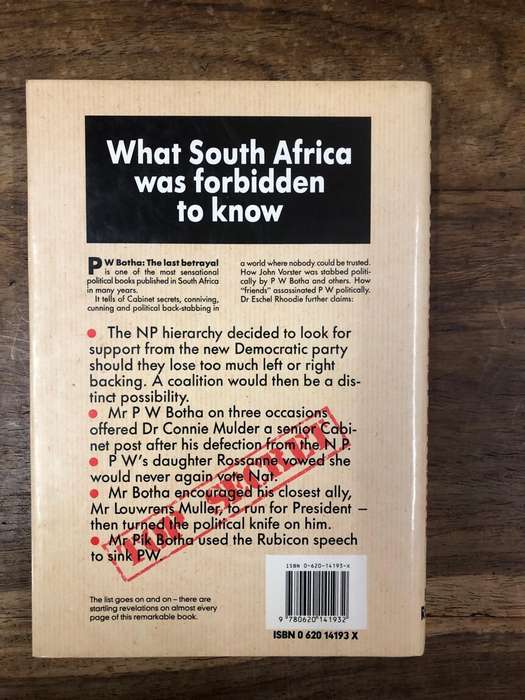 What South Africa
was forbidden
to know
PW Botha: The last betrayal
is one of the most sensational
political books published in South Africa
in many years.
It tells of Cabinet secrets, conniving,
cunning and political back-stabbing in
a world where nobody could be trusted.
How John Vorster was stabbed politi-
cally by P W Botha and others. How
"friends" assassinated P W politically.
Dr Eschel Rhoodie further claims:
• The NP hierarchy decided to look for
support from the new Democratic party
should they lose too much left or right
backing. A coalition would then be a dis-
tinct possibility.
• Mr P W Botha on three occasions
offered Dr Connie Mulder a senior Cabi-
net post after his defection from the N.P.
• P W's daughter Rossanne vowed she
would never again vote Nat.
• Mr Botha encouraged his closest ally,
Mr Louwrens Muller, to run for President –
then turned the political knife on him.
• Mr Pik Botha used the Rubicon speech
to sink PW.
TOP SECRET
The list goes on and on – there are
startling revelations on almost every
page of this remarkable book.
ISBN 0-620-14193-X
9 780620 141932
ISBN 0 620 14193 X